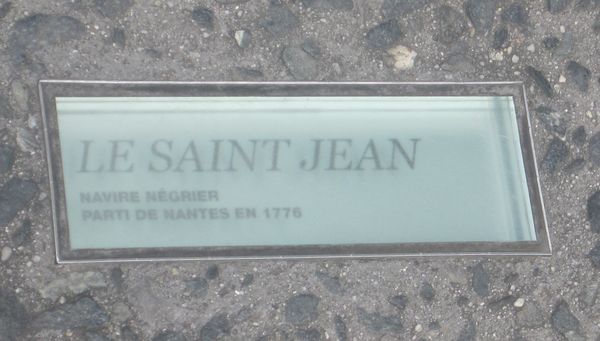 LE SAINT JEAN
NAVIRE NÉGRIER
PARTI DE NANTES EN 1776